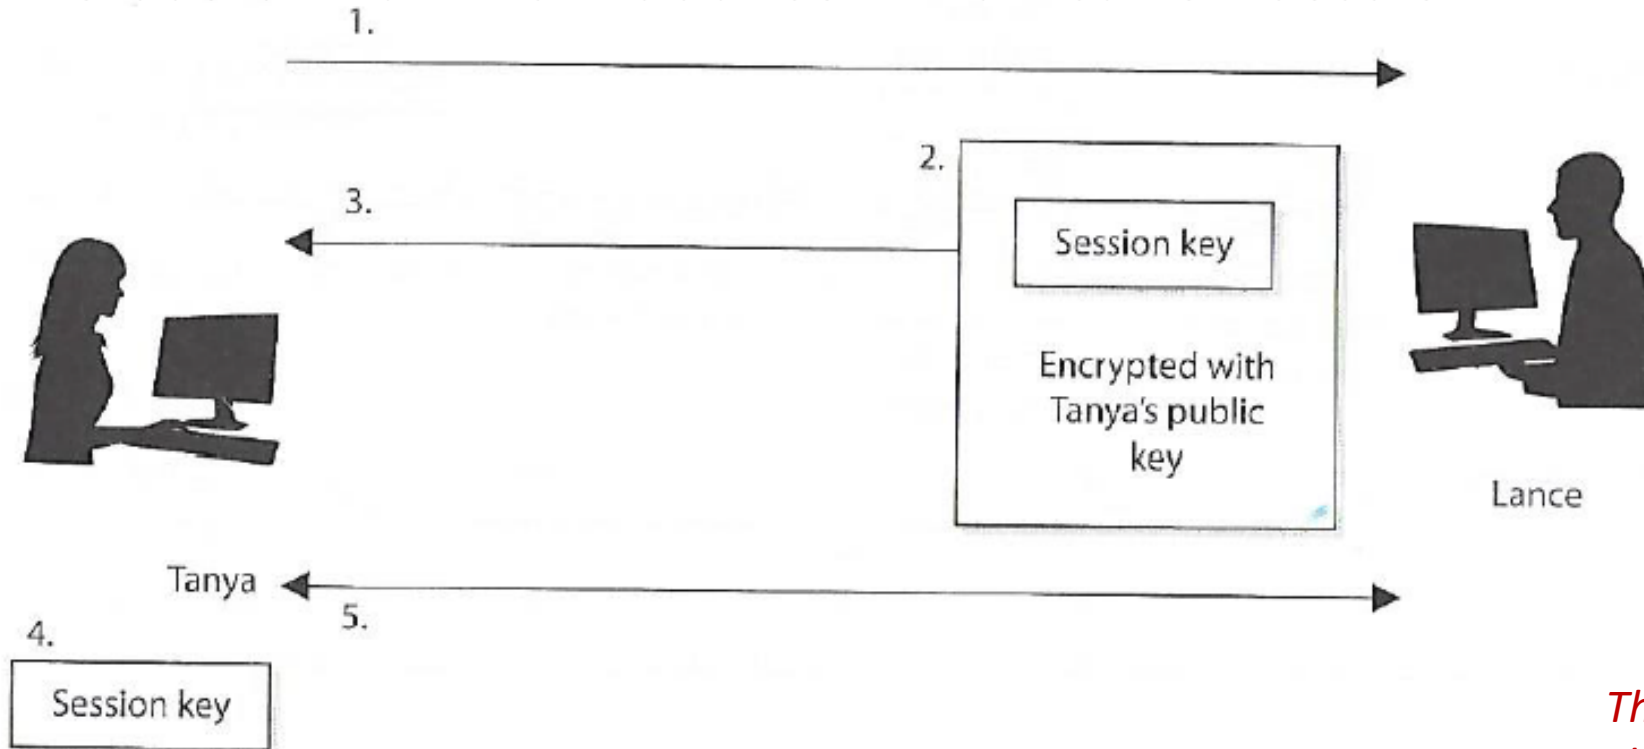 1.
2.
3.
Session key
Encrypted with
Tanya's public
key
Lance
Tanya
5.
4.
Session key